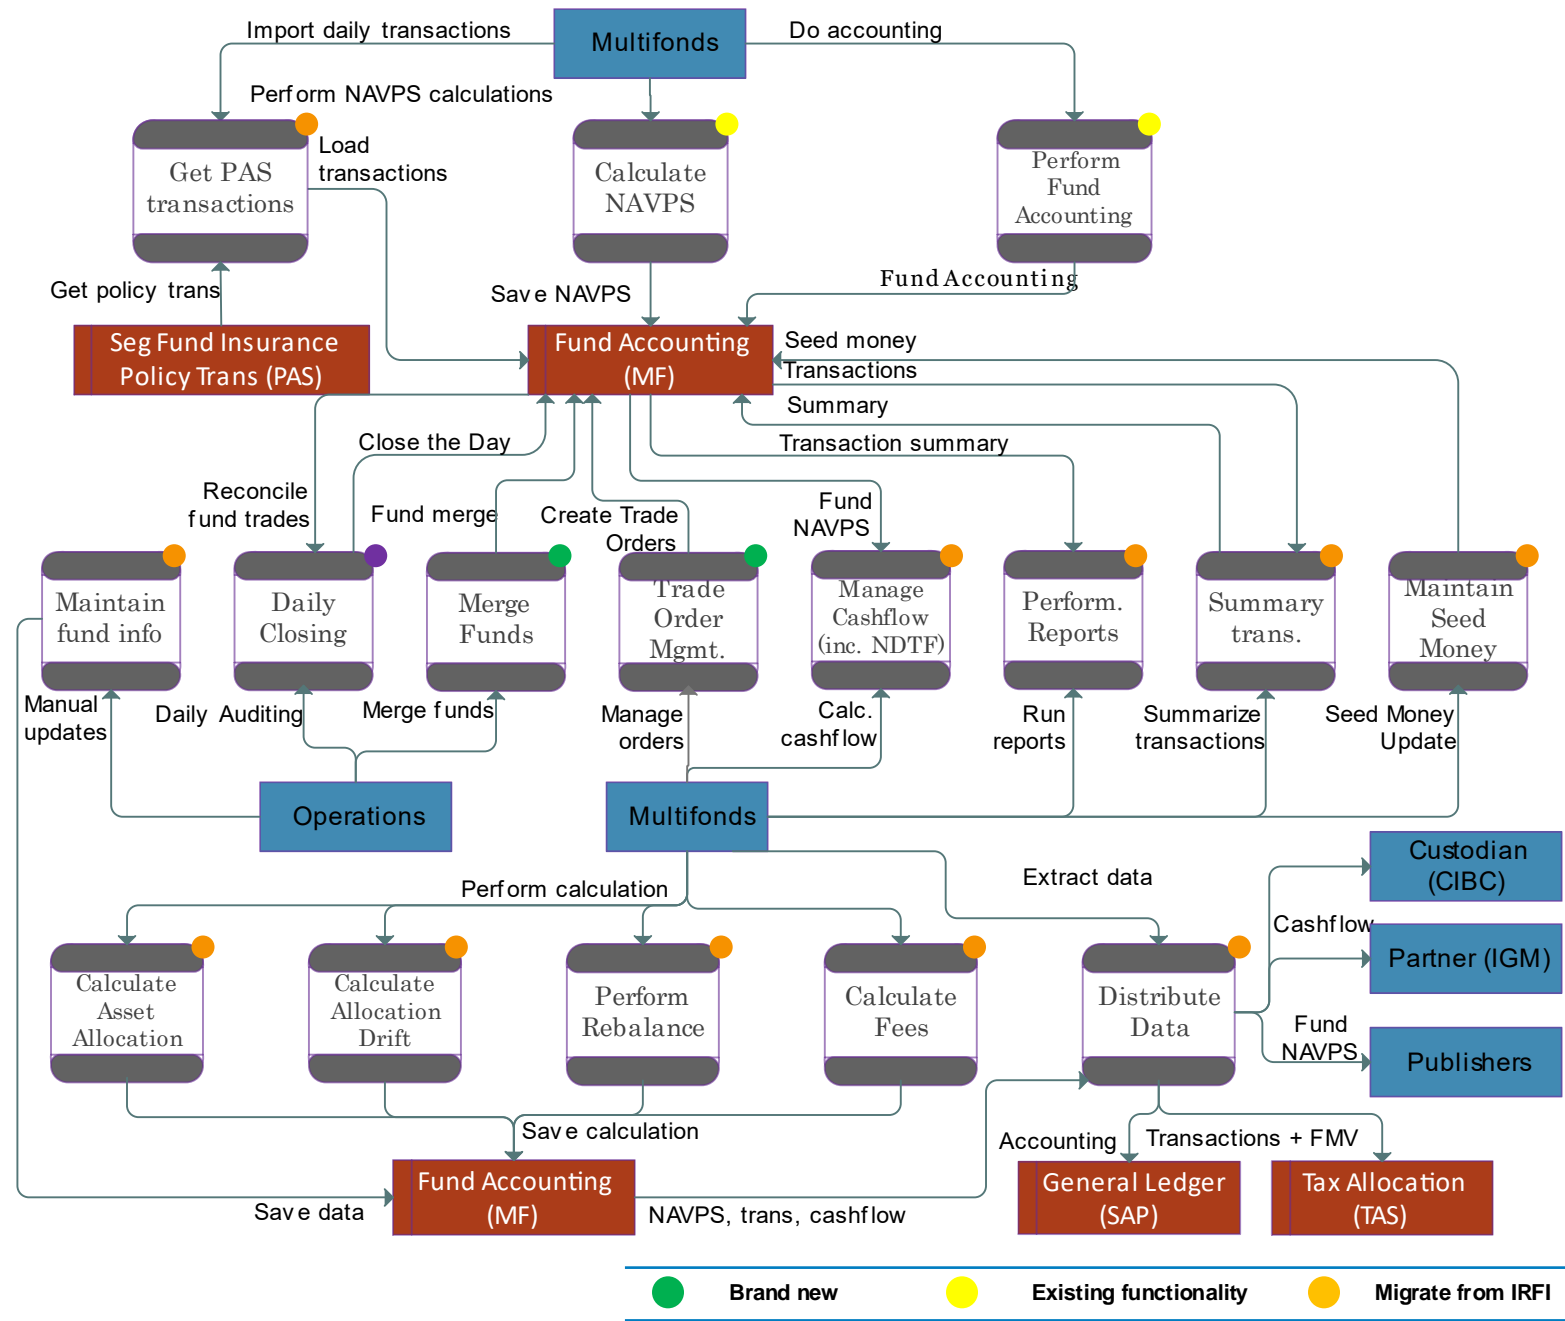 Import daily transactions
Multifonds
Do accounting
Perform NAVPS calculations
Load
transactions
Get PAS
transactions
Calculate
NAVPS
Perform
Fund
Accounting
Get policy trans
Save NAVPS
Fund Accounting
Seg Fund Insurance
Policy Trans (PAS)
Fund Accounting
(MF)
Seed money
Transactions
Summary
Close the Day
Transaction summary
Reconcile
fund trades
Fund merge
Create Trade
Orders
Fund
NAVPS
Maintain
fund info
Daily
Closing
Merge
Funds
Trade
Order
Mgmt.
Manage
Cashflow
(inc. NDTF)
Perform.
Reports
Summary
trans.
Maintain
Seed
Money
Manual
updates
Daily Auditing
Merge funds
Manage
orders
Calc.
cashflow
Run
reports
Summarize
transactions
Seed Money
Update
Operations
Multifonds
Custodian
(CIBC)
Perform calculation
Extract data
Cashflow
Partner (IGM)
Calculate
Asset
Allocation
Calculate
Allocation
Drift
Perform
Rebalance
Calculate
Fees
Distribute
Data
Fund
NAVPS
Publishers
Save calculation
Accounting
Transactions + FMV
Fund Accounting
(MF)
General Ledger
(SAP)
Tax Allocation
(TAS)
Save data
NAVPS, trans, cashflow
Brand new
Existing functionality
Migrate from IRFI